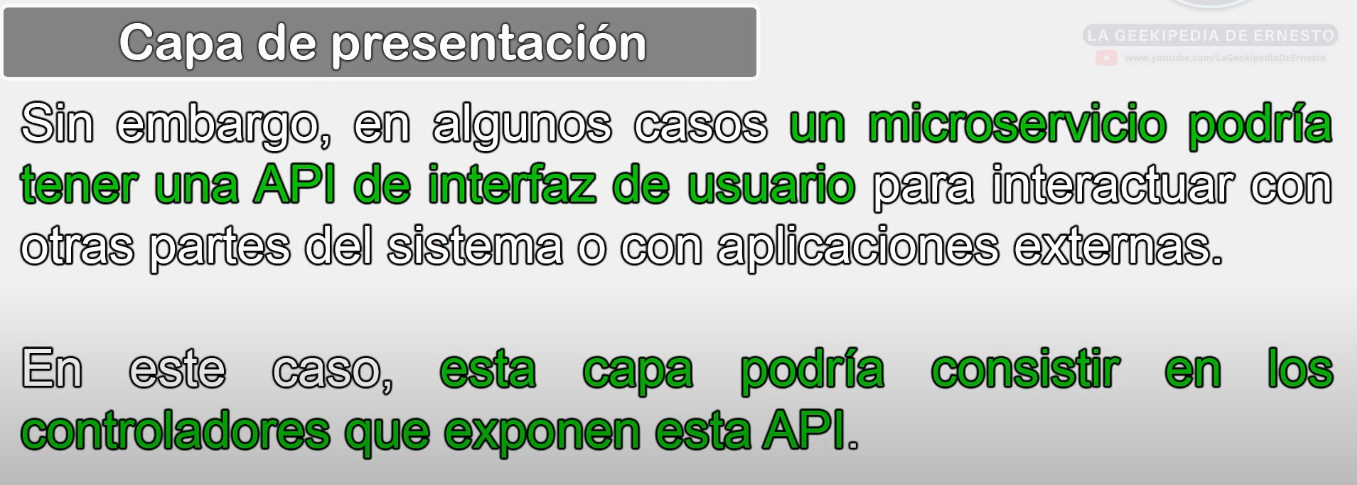 Capa de presentación
LA GEEKIPEDIA DE ERNESTO
www.youtube.com/LaGeekipediaDeErnesto
Sin embargo, en algunos casos un microservicio podría
tener una API de interfaz de usuario para interactuar con
otras partes del sistema o con aplicaciones externas.
En este caso, esta capa podría consistir en los
controladores que exponen esta API.